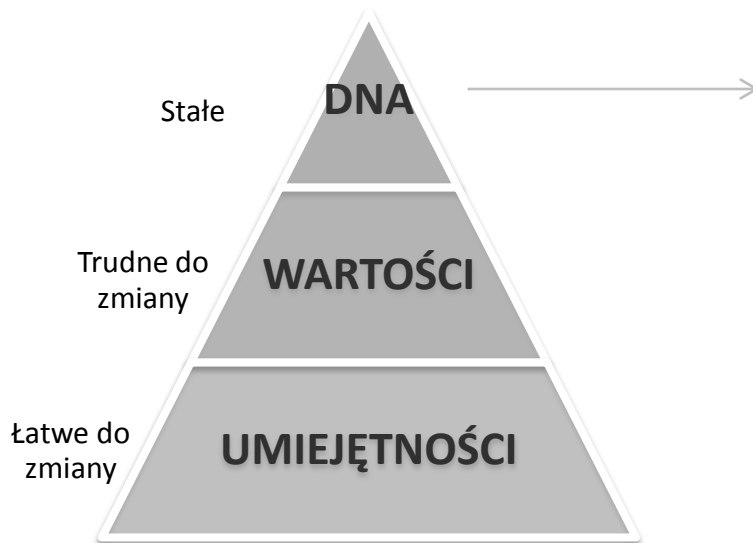 DNA
Stałe
Trudne do
zmiany
WARTOŚCI
Łatwe do
zmiany
UMIEJĘTNOŚCI